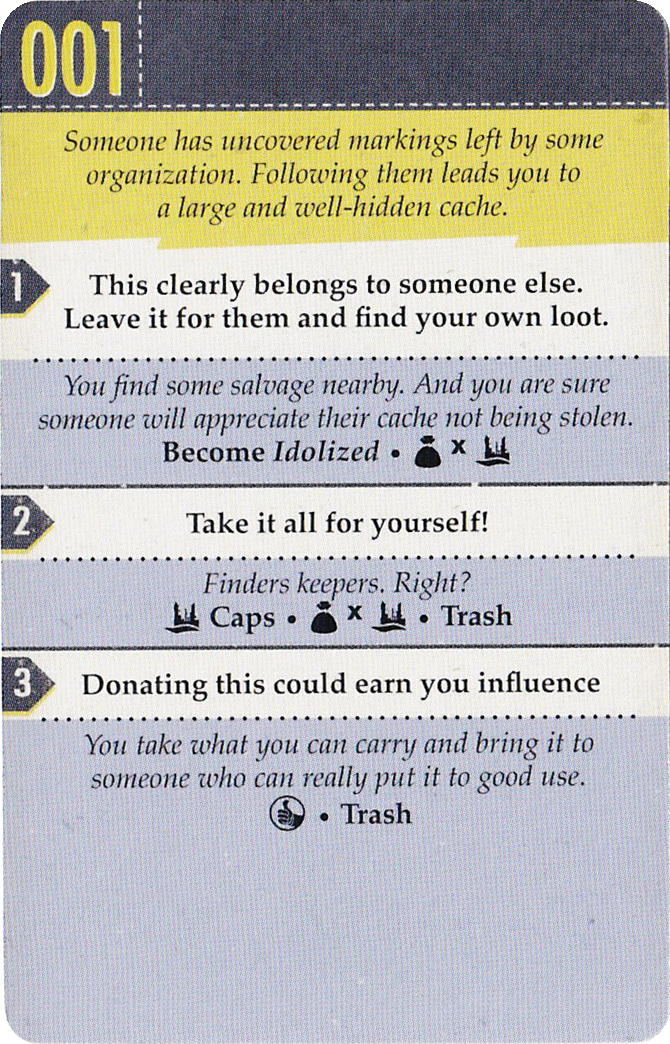 001
Someone has uncovered markings left by some
organization. Following them leads you to
a large and well-hidden cache.
1
This clearly belongs to someone else.
Leave it for them and find your own loot.
You find some salvage nearby. And you are sure
someone will appreciate their cache not being stolen.
Become Idolized • x
2
Take it all for yourself!
Finders keepers. Right?
Caps • x • Trash
3
Donating this could earn you influence
You take what you can carry and bring it to
someone who can really put it to good use.
• Trash